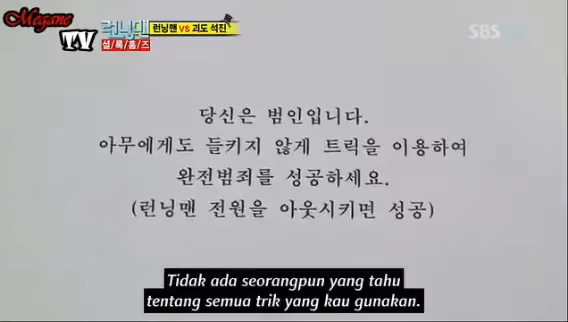 Megane
TV
런닝맨
셜록홈즈
런닝맨 VS 괴도 석진
SBS
당신은 범인입니다.
아무에게도 들키지 않게 트릭을 이용하여
완전범죄를 성공하세요.
(런닝맨 전원을 아웃시키면 성공)
Tidak ada seorangpun yang tahu
tentang semua trik yang kau gunakan.